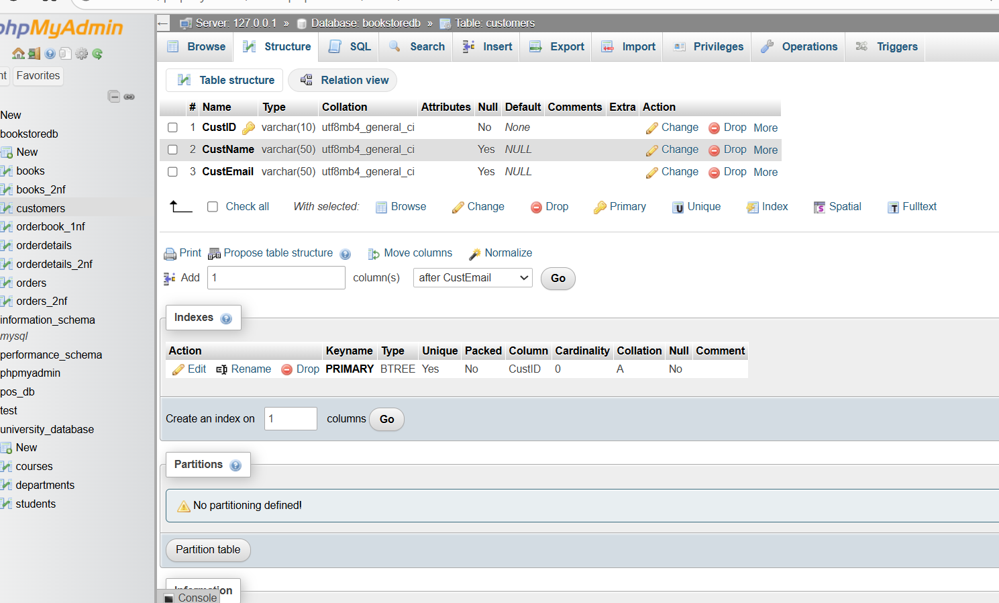 phpMyAdmin
Favorites
New
bookstoredb
New
books
books_2nf
customers
orderbook_1nf
orderdetails
orderdetails_2nf
orders
orders_2nf
information_schema
mysql
performance_schema
phpmyadmin
pos_db
test
university_database
New
courses
departments
students
Server: 127.0.0.1 » Database: bookstoredb » Table: customers
Browse Structure SQL Search Insert Export Import Privileges Operations Triggers
Table structure Relation view
# Name Type Collation Attributes Null Default Comments Extra Action
1 CustID varchar(10) utf8mb4_general_ci No None Change Drop More
2 CustName varchar(50) utf8mb4_general_ci Yes NULL Change Drop More
3 CustEmail varchar(50) utf8mb4_general_ci Yes NULL Change Drop More
Check all With selected: Browse Change Drop Primary Unique Index Spatial Fulltext
Print Propose table structure Move columns Normalize
Add 1 column(s) after CustEmail Go
Indexes
Action Keyname Type Unique Packed Column Cardinality Collation Null Comment
Edit Rename Drop PRIMARY BTREE Yes No CustID 0 A No
Create an index on 1 columns Go
Partitions
No partitioning defined!
Partition table
Information
Console